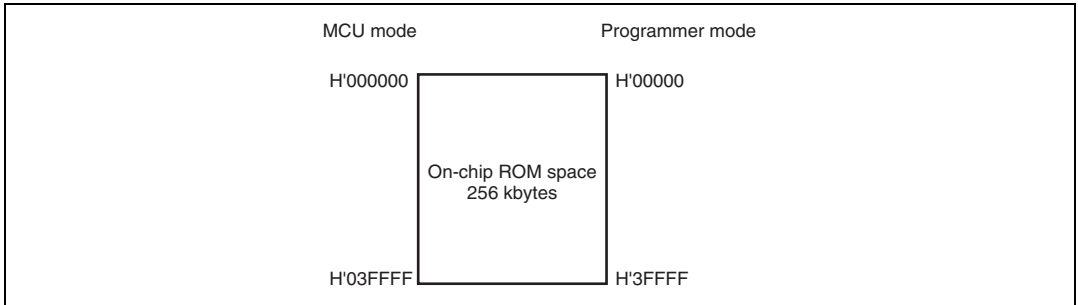 MCU mode Programmer mode
H'000000 H'00000
On-chip ROM space
256 kbytes
H'03FFFF H'3FFFF